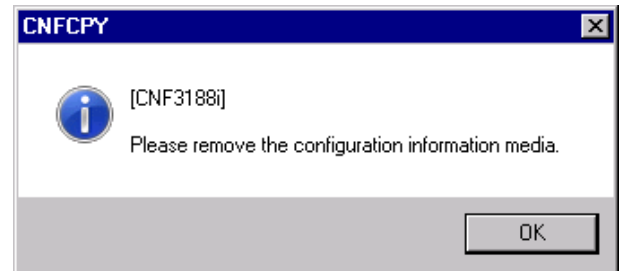 CNFCPY
[CNF3188i]
Please remove the configuration information media.
OK